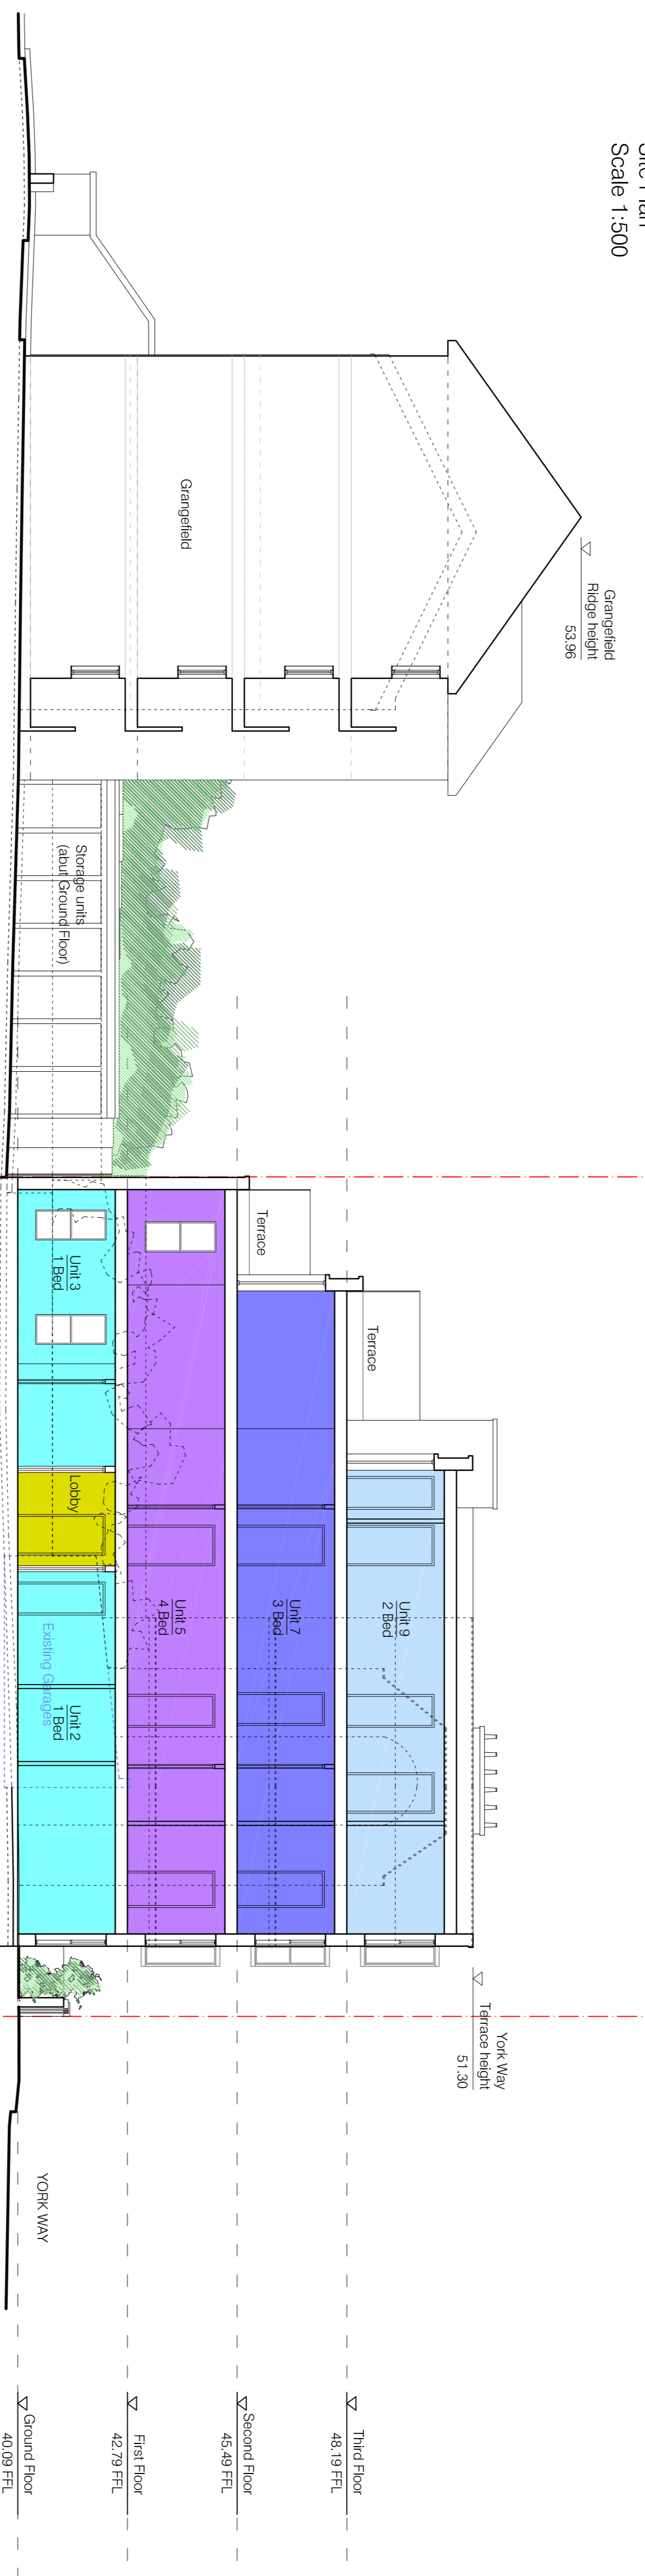 Scale 1:500
Grangefield
Ridge height
53.96
Grangefield
Storage units
(abut Ground Floor)
Terrace
Terrace
Unit 3
1 Bed
Lobby
Unit 5
4 Bed
Unit 7
3 Bed
Unit 9
2 Bed
Existing Garages
Unit 2
1 Bed
York Way
Terrace height
51.30
YORK WAY
Third Floor
48.19 FFL
Second Floor
45.49 FFL
First Floor
42.79 FFL
Ground Floor
40.09 FFL